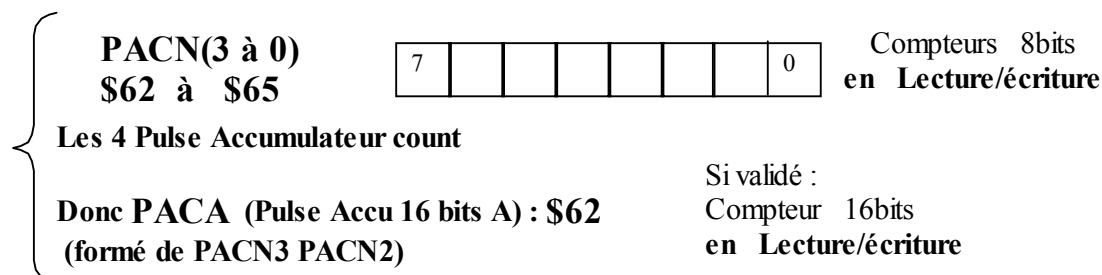 PACN(3 à 0)
$62 à $65
7 0
Compteurs 8bits
en Lecture/écriture
Les 4 Pulse Accumulateur count
Donc PACA (Pulse Accu 16 bits A) : $62
(formé de PACN3 PACN2)
Si validé :
Compteur 16bits
en Lecture/écriture